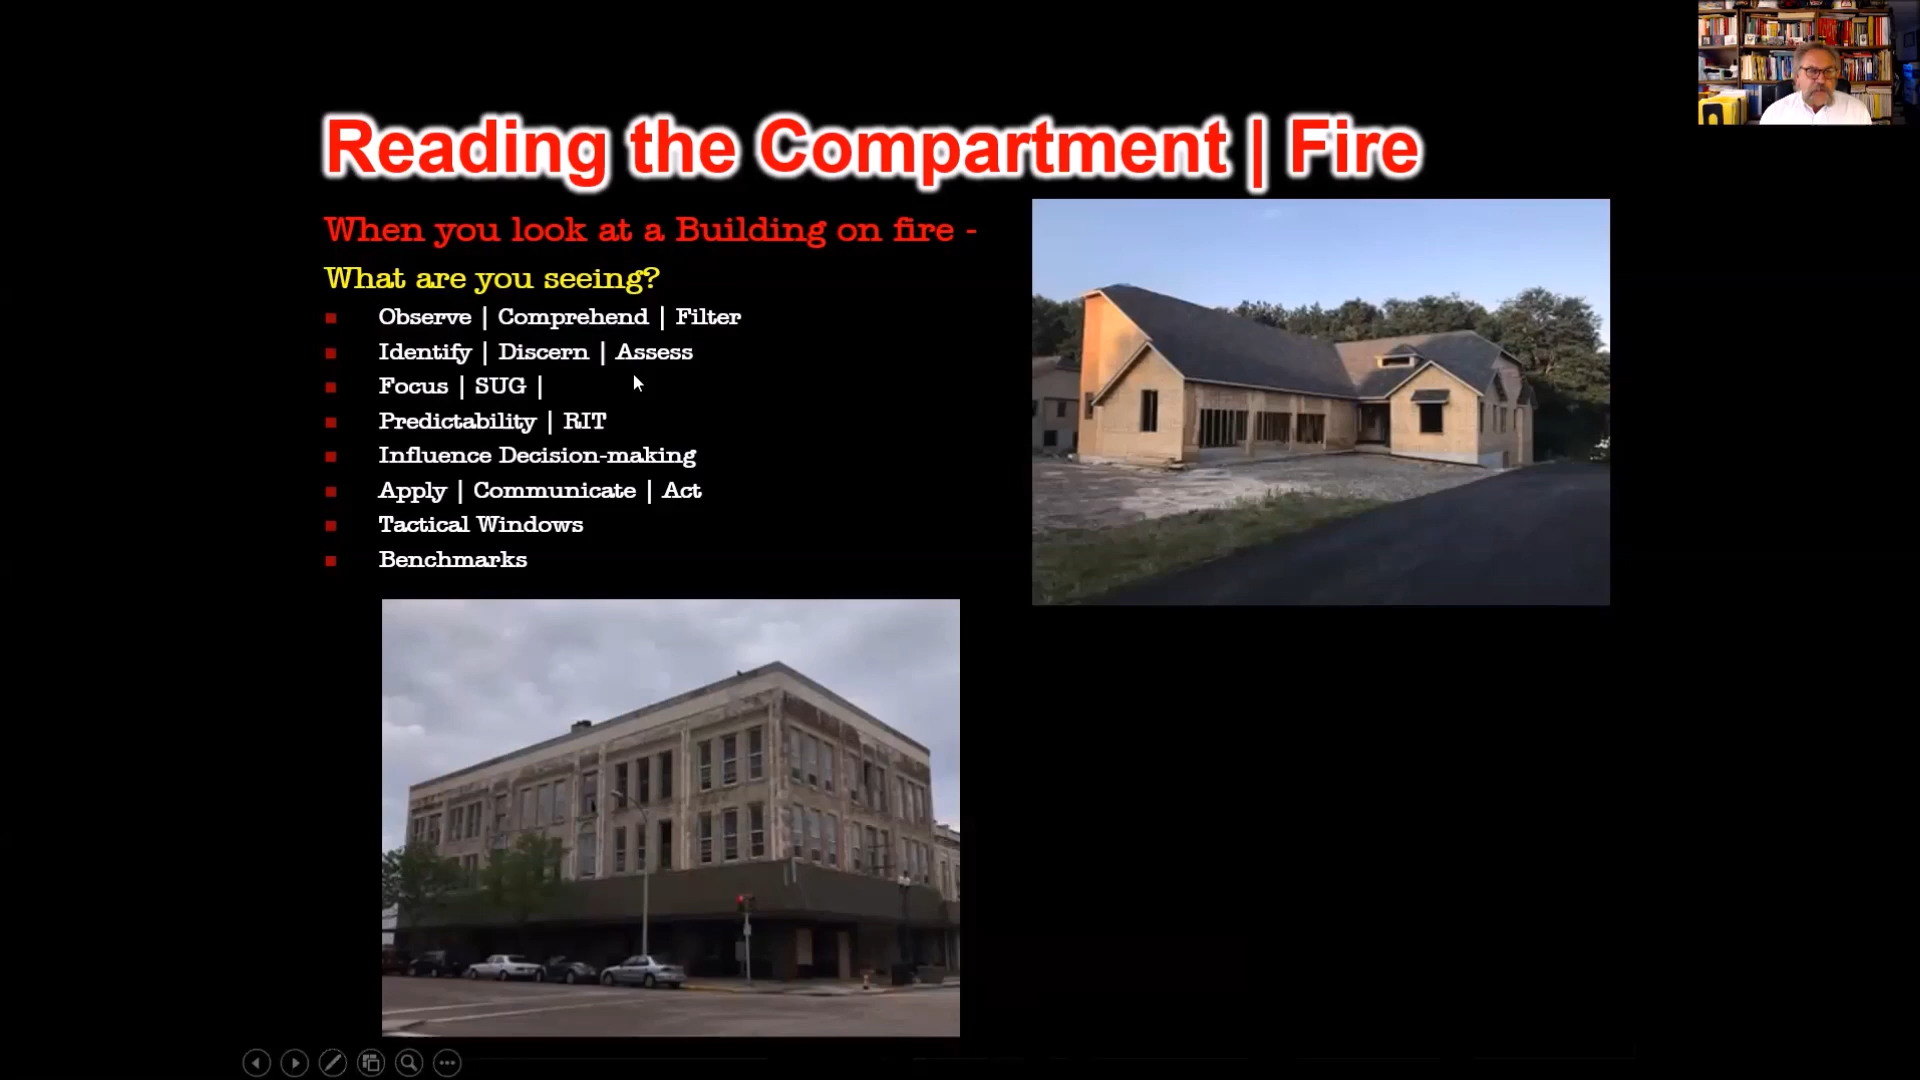 Reading the Compartment | Fire
When you look at a Building on fire -
What are you seeing?
Observe | Comprehend | Filter
Identify | Discern | Assess
Focus | SUG |
Predictability | RIT
Influence Decision-making
Apply | Communicate | Act
Tactical Windows
Benchmarks